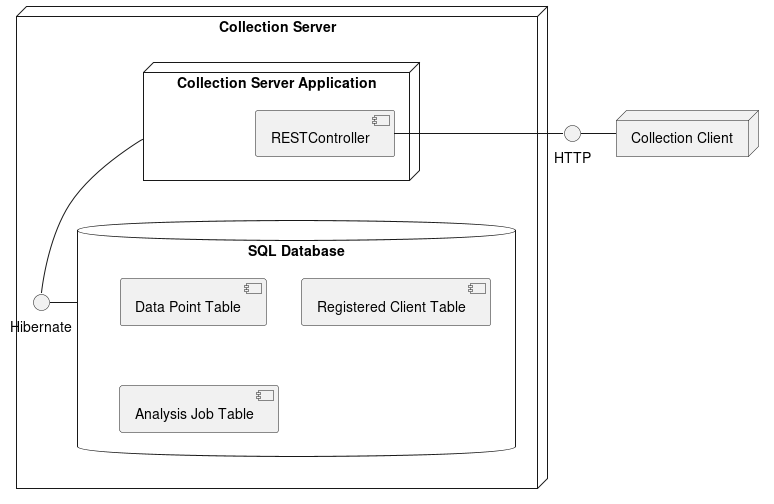 Collection Server
Collection Server Application
RESTController
Collection Client
HTTP
SQL Database
Data Point Table
Registered Client Table
Hibernate
Analysis Job Table